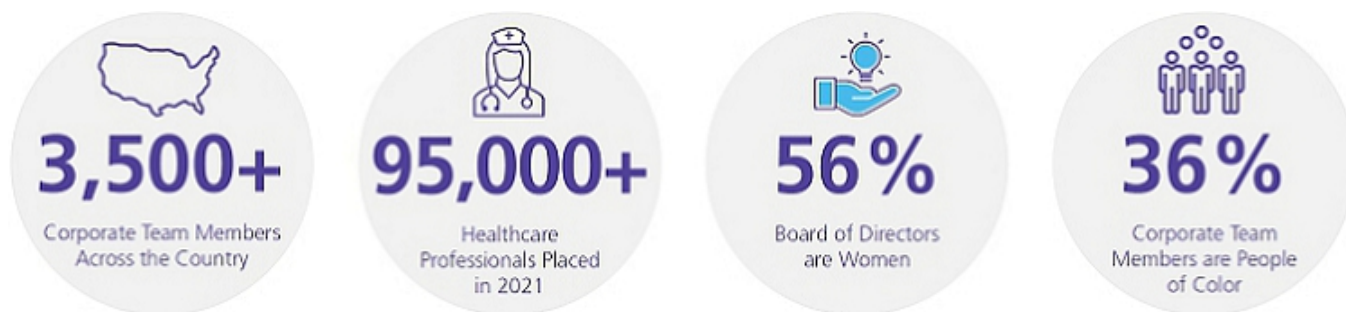 3,500+
Corporate Team Members
Across the Country
95,000+
Healthcare
Professionals Placed
in 2021
56%
Board of Directors
are Women
36%
Corporate Team
Members are People
of Color